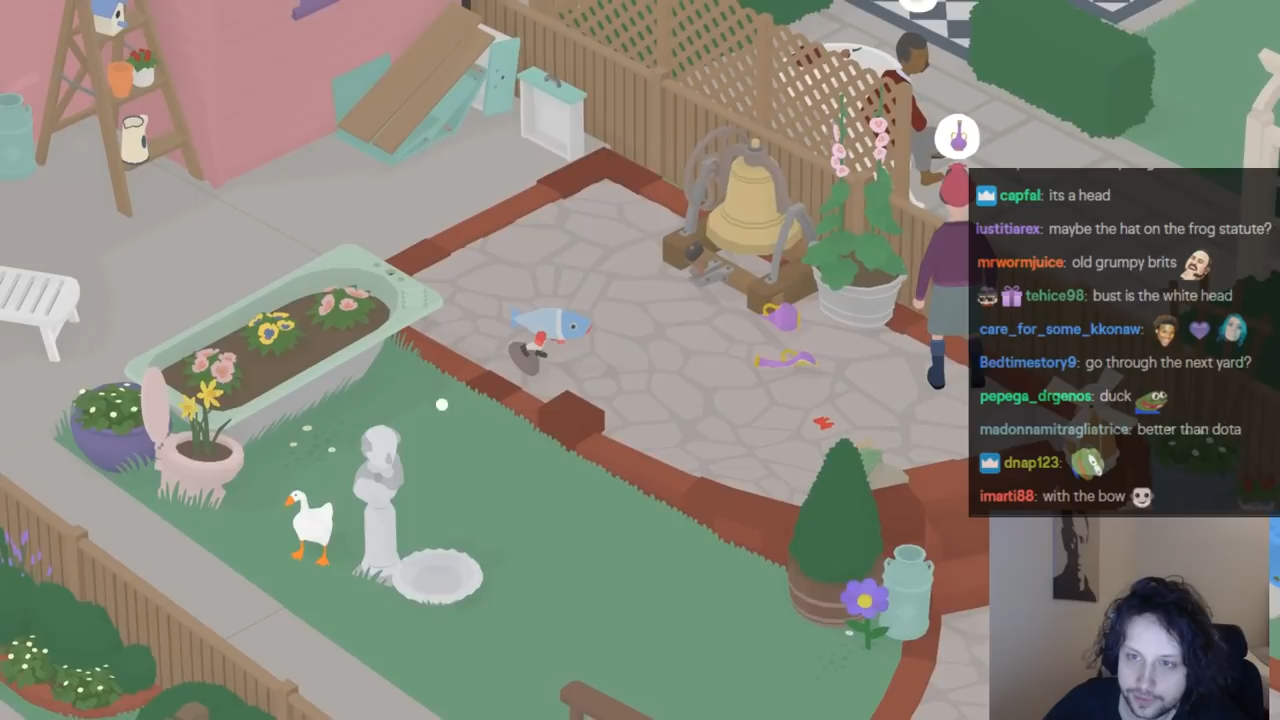 capfal: its a head
iustitiarex: maybe the hat on the frog statute?
mrwormjuice: old grumpy brits
tehice98: bust is the white head
care_for_some_kkonaw:
Bedtimestory9: go through the next yard?
pepega_drgenos: duck
madonnamitragliatrice: better than dota
dnap123:
imarti88: with the bow